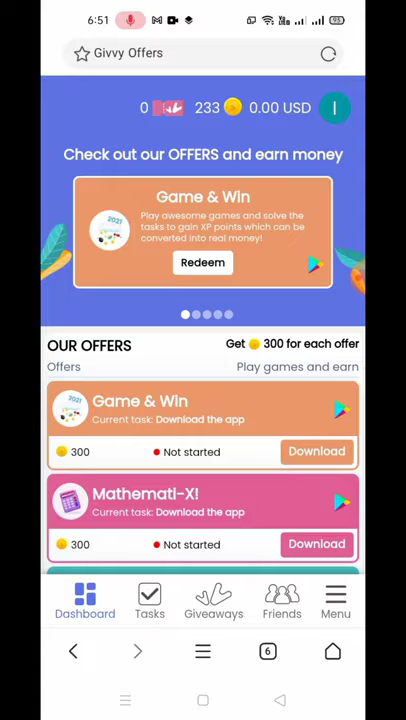 6:51
Givvy Offers
0 233 0.00 USD I
Check out our OFFERS and earn money
Game & Win
2021
Play awesome games and solve the
tasks to gain XP points which can be
converted into real money!
Redeem
OUR OFFERS Get 300 for each offer
Offers Play games and earn
2021
Game & Win
Current task: Download the app
300 Not started Download
Mathemati-X!
Current task: Download the app
300 Not started Download
Dashboard Tasks Giveaways Friends Menu
6